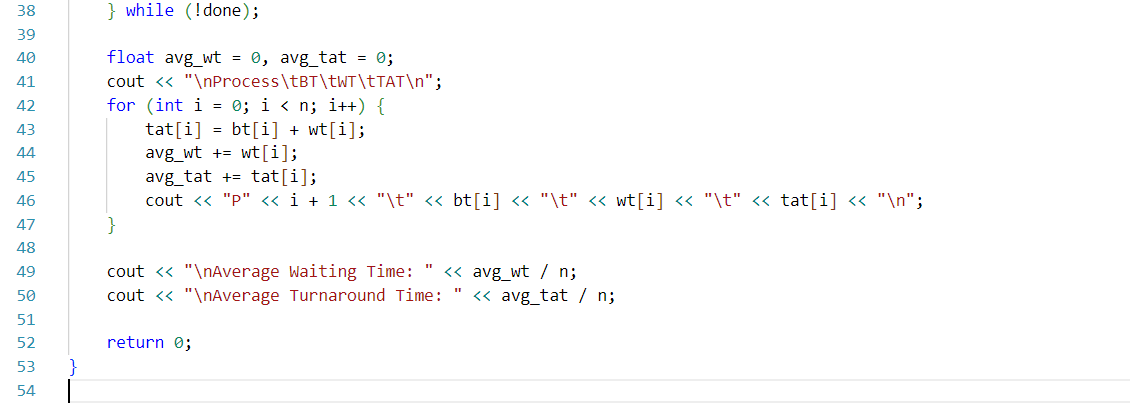 38 } while (!done);
39
40 float avg_wt = 0, avg_tat = 0;
41 cout << "\nProcess\tBT\tWT\tTAT\n";
42 for (int i = 0; i < n; i++) {
43 tat[i] = bt[i] + wt[i];
44 avg_wt += wt[i];
45 avg_tat += tat[i];
46 cout << "P" << i + 1 << "\t" << bt[i] << "\t" << wt[i] << "\t" << tat[i] << "\n";
47 }
48
49 cout << "\nAverage Waiting Time: " << avg_wt / n;
50 cout << "\nAverage Turnaround Time: " << avg_tat / n;
51
52 return 0;
53 }
54